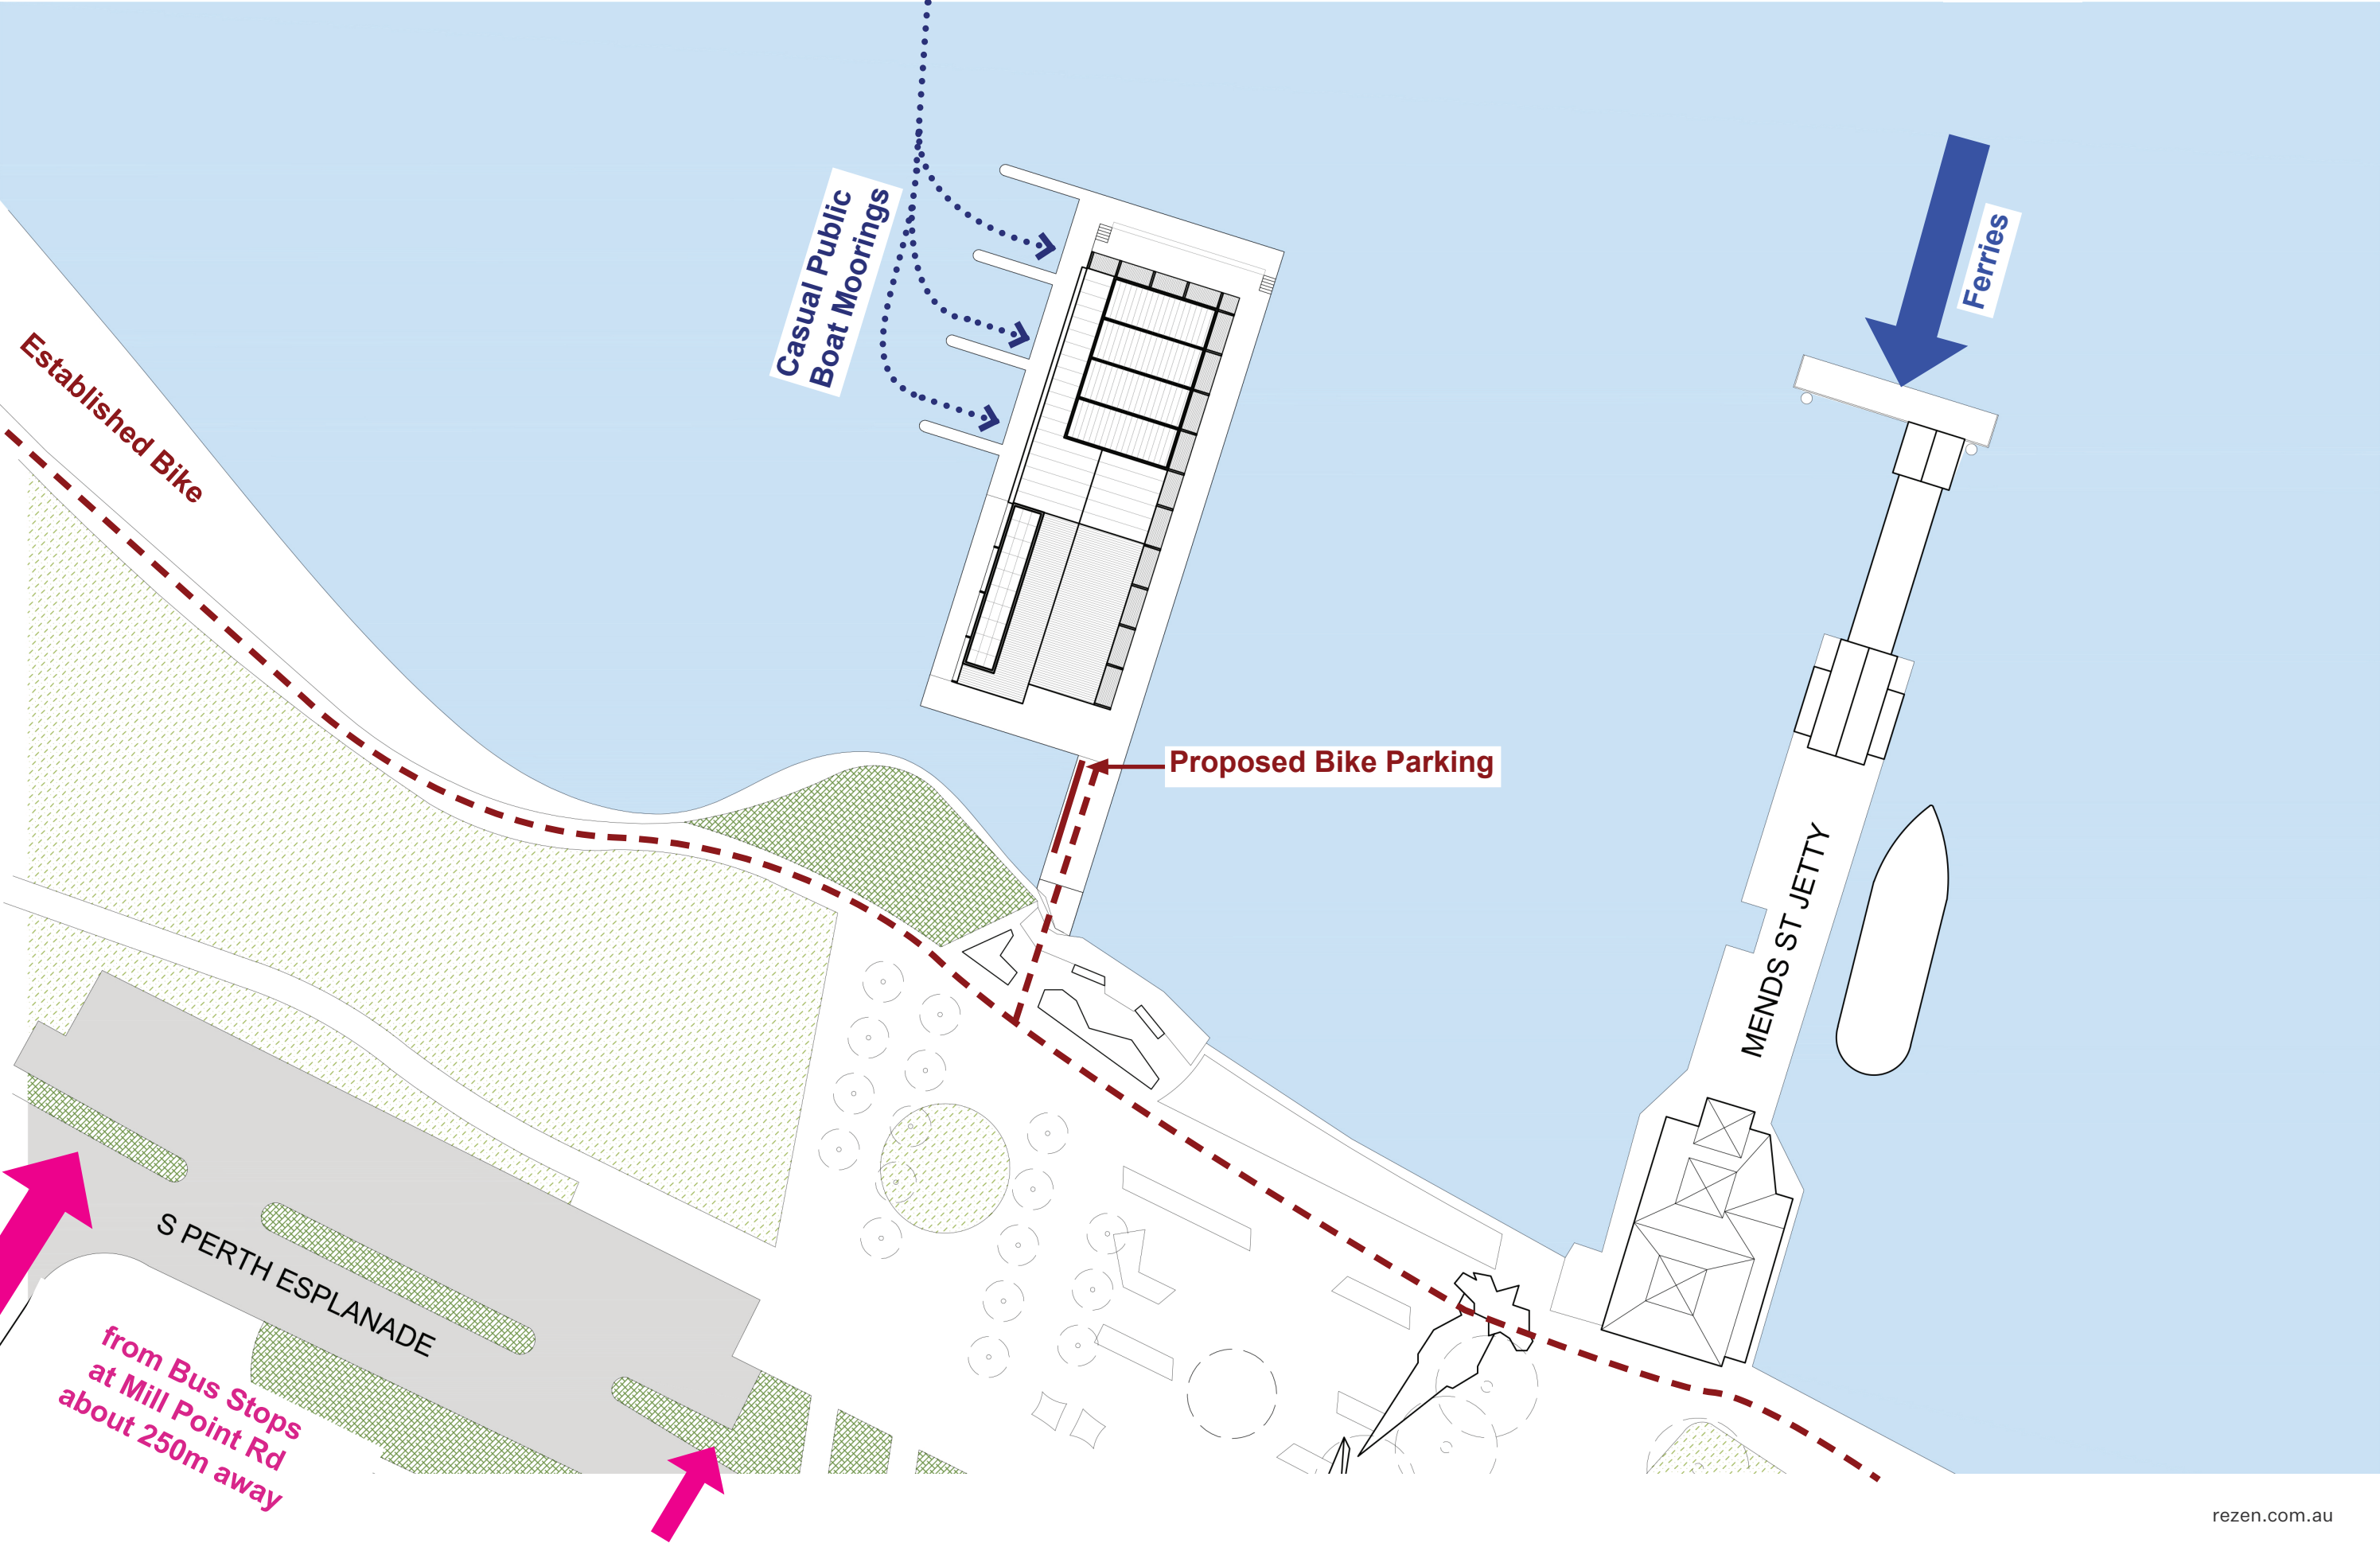 Casual Public
Boat Moorings
Ferries
Established Bike
Proposed Bike Parking
MENDS ST JETTY
S PERTH ESPLANADE
from Bus Stops
at Mill Point Rd
about 250m away
rezen.com.au